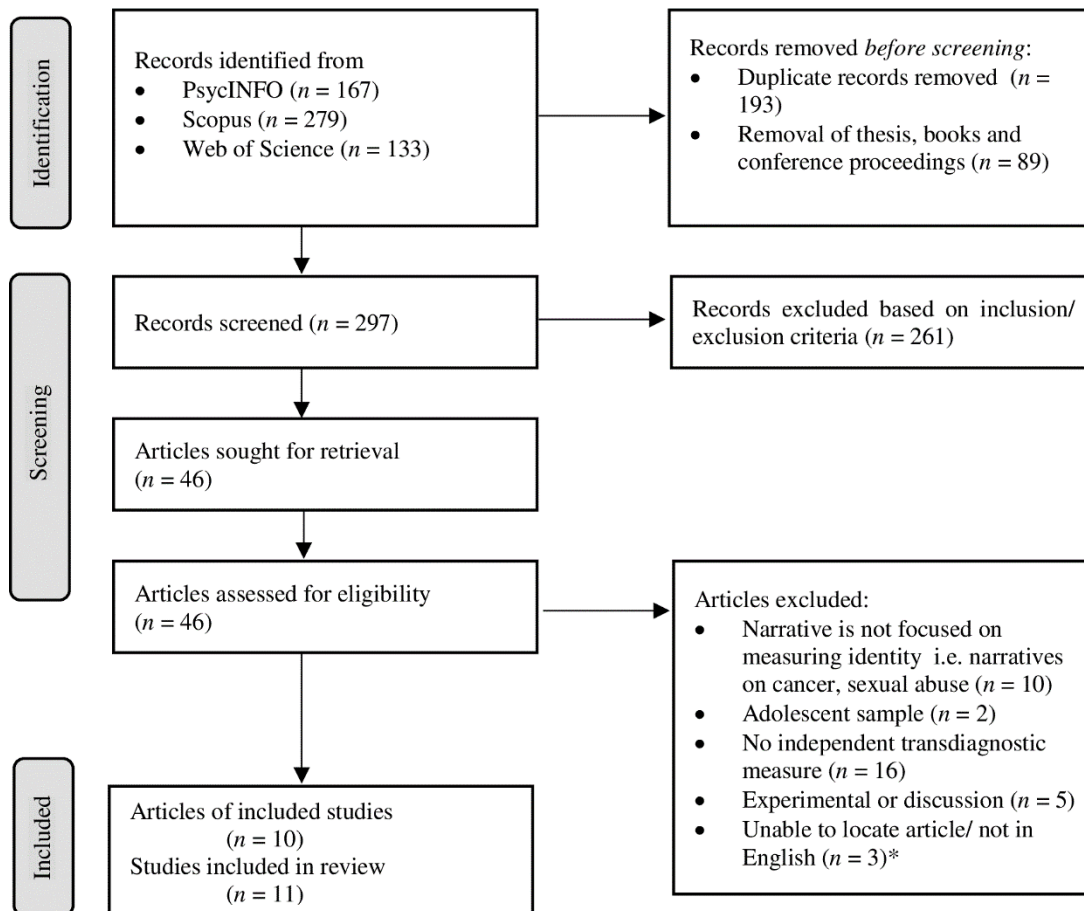 Identification
Records identified from
• PsycINFO (n = 167)
• Scopus (n = 279)
• Web of Science (n = 133)
Records removed before screening:
• Duplicate records removed (n =
193)
• Removal of thesis, books and
conference proceedings (n = 89)
Screening
Records screened (n = 297)
Records excluded based on inclusion/
exclusion criteria (n = 261)
Articles sought for retrieval
(n = 46)
Articles assessed for eligibility
(n = 46)
Articles excluded:
• Narrative is not focused on
measuring identity i.e. narratives
on cancer, sexual abuse (n = 10)
• Adolescent sample (n = 2)
• No independent transdiagnostic
measure (n = 16)
• Experimental or discussion (n = 5)
• Unable to locate article/ not in
English (n = 3)*
Included
Articles of included studies
(n = 10)
Studies included in review
(n = 11)